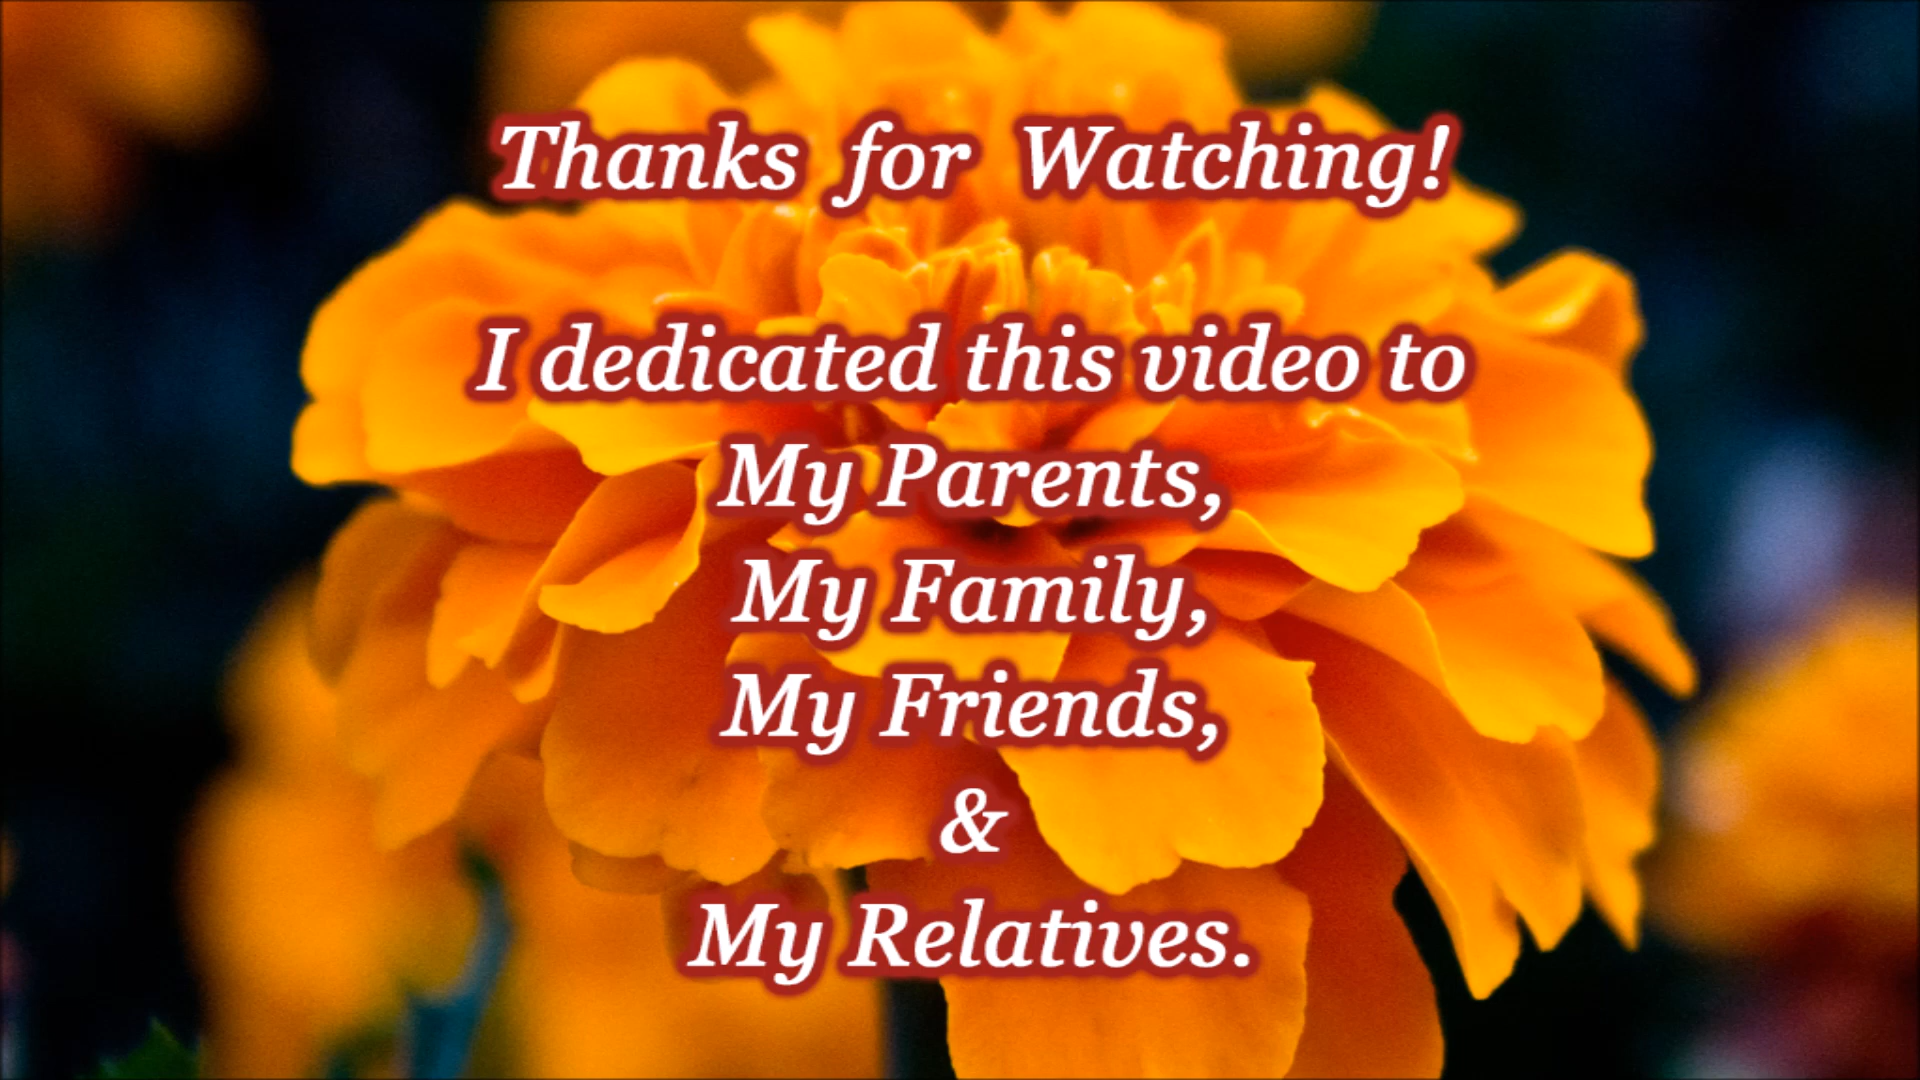 Thanks for Watching!
I dedicated this video to
My Parents,
My Family,
My Friends,
&
My Relatives.